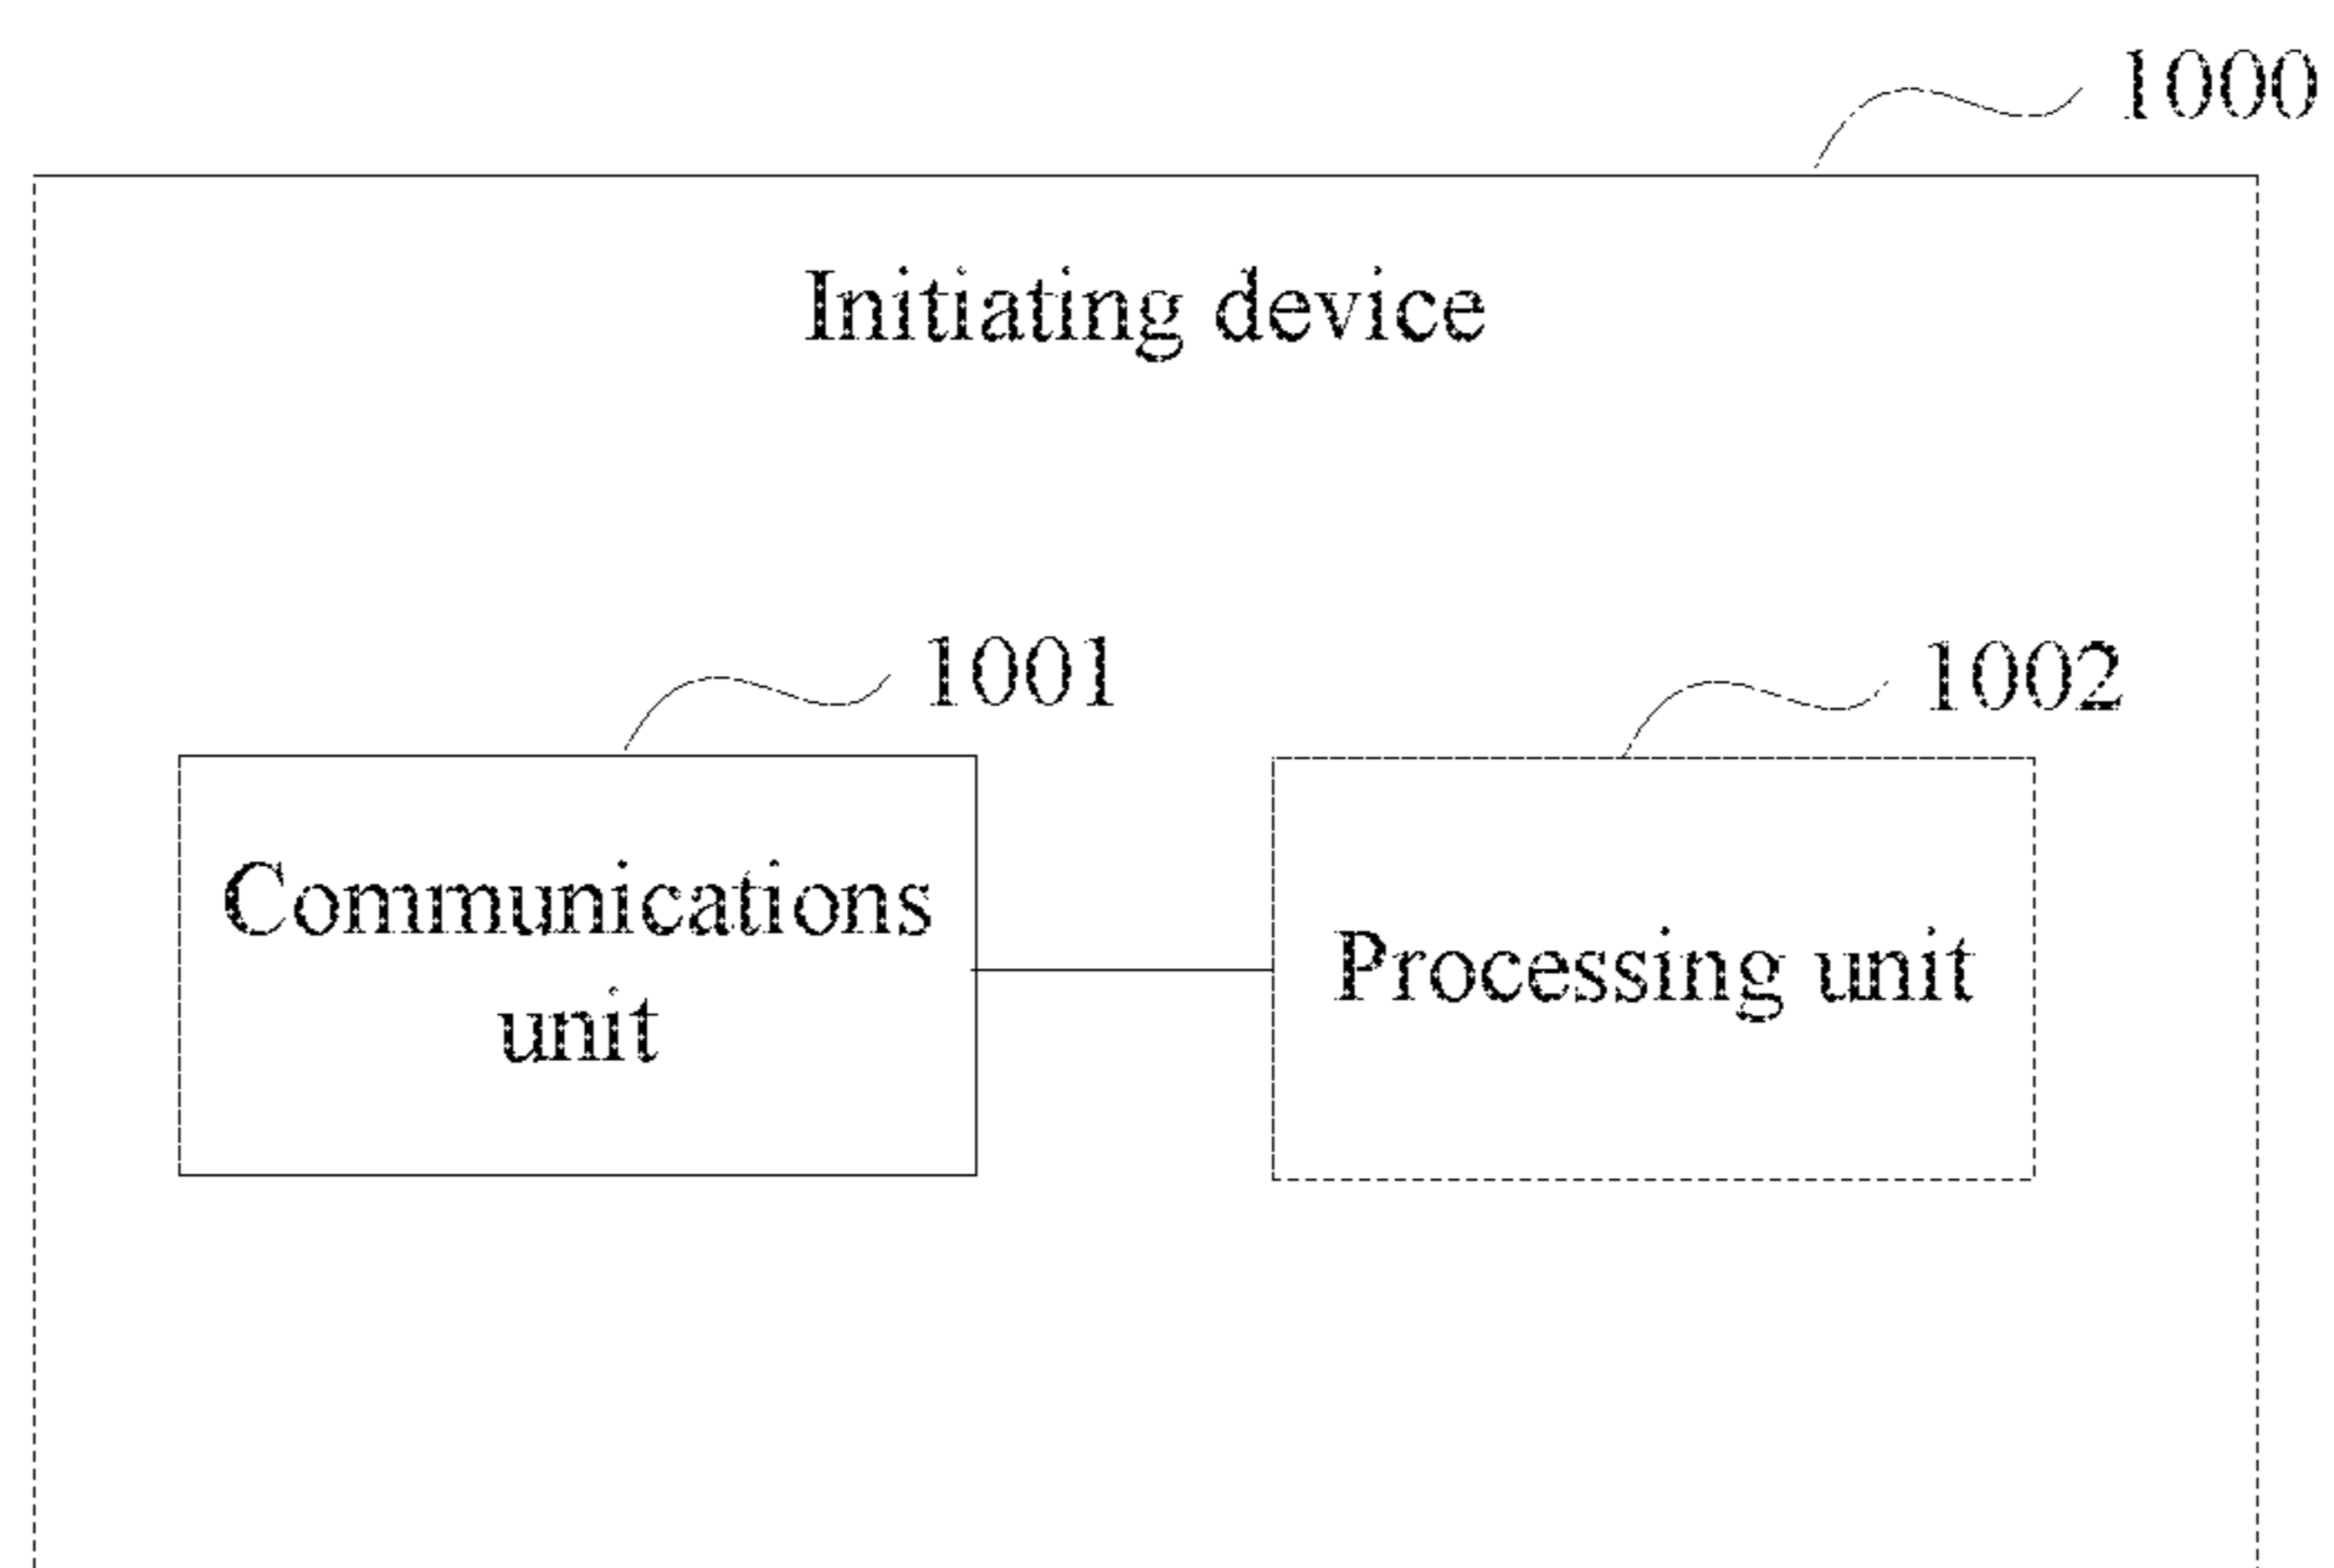 1000
Initiating device
1001
1002
Communications
unit
Processing unit